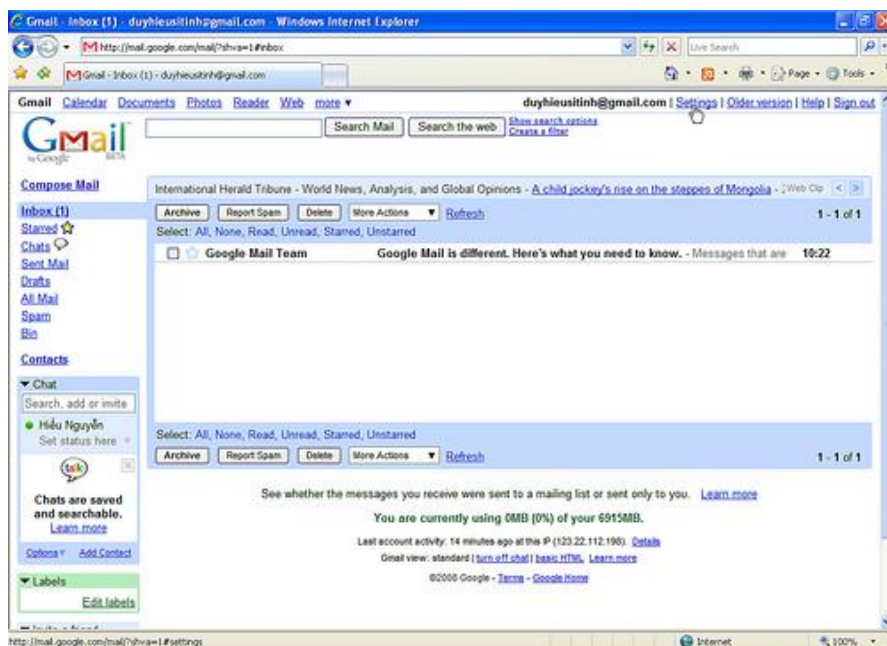 Gmail - Inbox (1) - duyhieusitinh@gmail.com - Windows Internet Explorer
http://mail.google.com/mail/?shva=1#inbox
Live Search
Gmail - Inbox (1) - duyhieusitinh@gmail.com
Page Tools
Gmail Calendar Documents Photos Reader Web more ▼ duyhieusitinh@gmail.com | Settings | Older version | Help | Sign out
Gmail by Google BETA
Search Mail Search the web Show search options
Create a filter
Compose Mail
International Herald Tribune - World News, Analysis, and Global Opinions - A child jockey's rise on the steppes of Mongolia - Web Clip < >
Inbox (1)
Archive Report Spam Delete More Actions ▼ Refresh 1 - 1 of 1
Starred
Select: All, None, Read, Unread, Starred, Unstarred
Chats
Google Mail Team Google Mail is different. Here's what you need to know. - Messages that are 10:22
Sent Mail
Drafts
All Mail
Spam
Bin
Contacts
▼ Chat
Search, add or invite
Hiếu Nguyễn
Set status here
Select: All, None, Read, Unread, Starred, Unstarred
Archive Report Spam Delete More Actions ▼ Refresh 1 - 1 of 1
talk
Chats are saved
and searchable.
Learn more
Options Add Contact
See whether the messages you receive were sent to a mailing list or sent only to you. Learn more
You are currently using 0MB (0%) of your 6915MB.
Last account activity: 14 minutes ago at this IP (123.22.112.198). Details
Gmail view: standard | turn off chat | basic HTML Learn more
©2008 Google - Terms - Google Home
▼ Labels
Edit labels
http://mail.google.com/mail/?shva=1#settings
Internet 100%